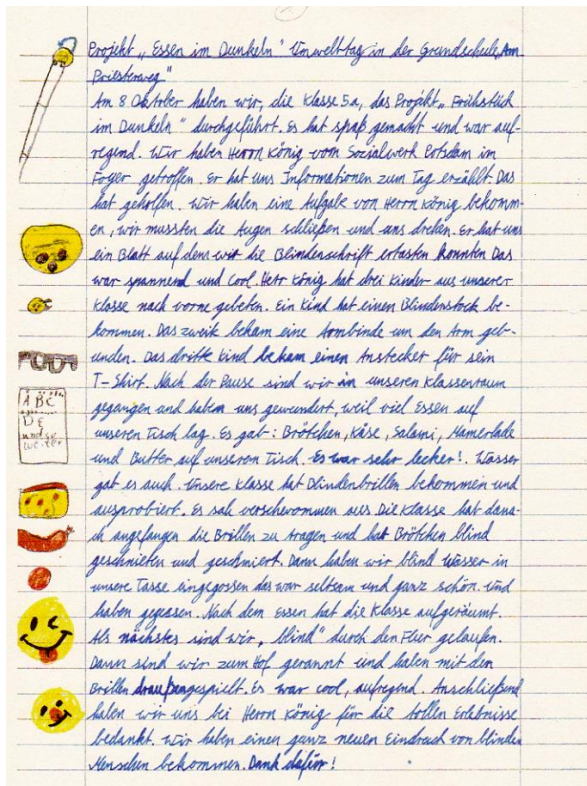 Projekt „Essen im Dunkeln" Umwelttag in der Grundschule „Am
Priesterweg"
Am 8 Oktober haben wir, die Klasse 5a, das Projekt „Frühstück
im Dunkeln" durchgeführt. Es hat spaß gemacht und war auf-
regend. Wir haben Herrn König vom Sozialwerk Potsdam im
Foyer getroffen. Er hat uns Informationen zum Tag erzählt. Das
hat geholfen. Wir haben eine Aufgabe von Herrn König bekomm-
en, wir mussten die Augen schließen und uns drehen. Er hat uns
ein Blatt auf dem wir die Blindenschrift ertasten konnten Das
war spannend und cool. Herr König hat drei Kinder aus unserer
Klasse nach vorne gebeten. Ein Kind hat einen Blindenstock be-
kommen. Das zweite bekam eine Armbinde um den Arm geb-
unden. Das dritte Kind bekam einen Anstecker für sein
T-Shirt. Nach der Pause sind wir in unseren Klassenraum
gegangen und haben uns gewundert, weil viel Essen auf
unseren Tisch lag. Es gab: Brötchen, Käse, Salami, Mamerlade
und Butter auf unseren Tisch. Es war sehr lecker!. Wasser
gab es auch. Unsere Klasse hat Blindenbrillen bekommen und
ausprobiert. Es sah verschwommen aus Die Klasse hat dana-
ch angefangen die Brillen zu tragen und hat Brötchen blind
geschnieten und geschmiert. Dann haben wir blind Wasser in
unsere Tasse eingegossen das war seltsam und ganz schön. Und
haben gegessen. Nach dem Essen hat die Klasse aufgeräumt.
Als nächstes sind wir „blind" durch den Fluer gelaufen.
Dann sind wir zum Hof gerannt und haben mit den
Brillen draußen gespielt. Es war cool, aufregend. Anschließend
haben wir uns bei Herrn König für die tollen Erlebnisse
bedankt. Wir haben einen ganz neuen Eindruck von blinden
Menschen bekommen. Dank dafür!
A B C
D E
und so
weiter